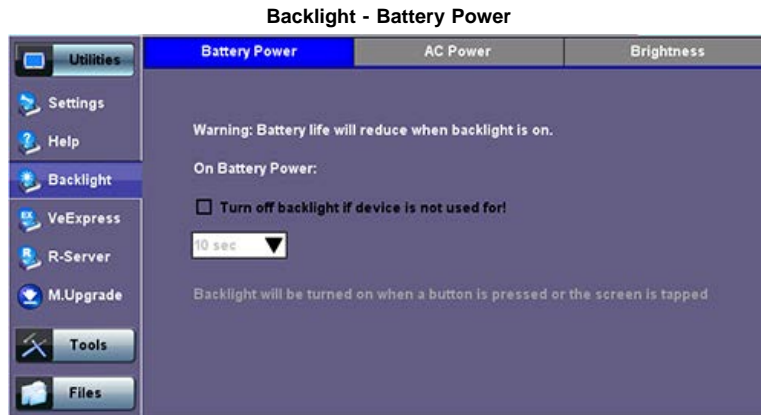 Backlight - Battery Power
Utilities
Battery Power
AC Power
Brightness
Settings
Help
Backlight
VeExpress
R-Server
M.Upgrade
Tools
Files
Warning: Battery life will reduce when backlight is on.
On Battery Power:
Turn off backlight if device is not used for!
10 sec
Backlight will be turned on when a button is pressed or the screen is tapped